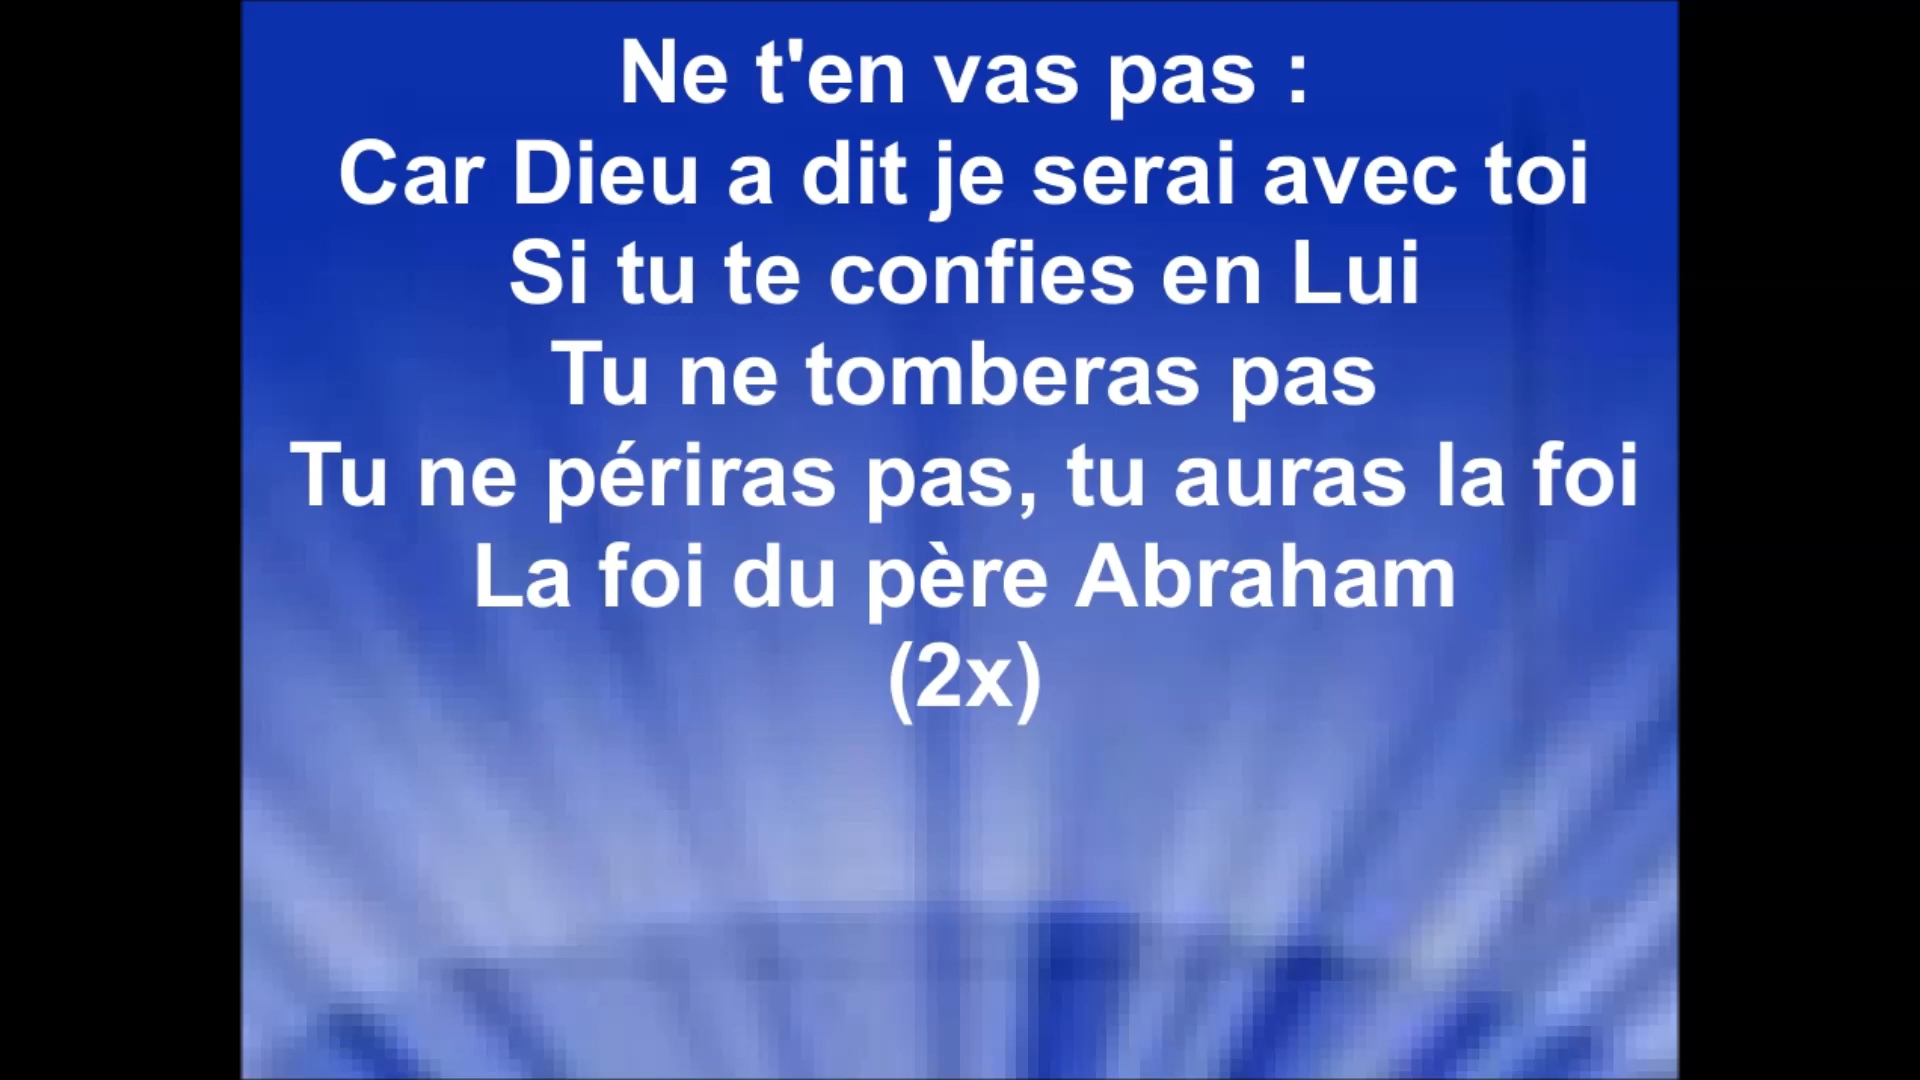 Ne t'en vas pas :
Car Dieu a dit je serai avec toi
Si tu te confies en Lui
Tu ne tomberas pas
Tu ne périras pas, tu auras la foi
La foi du père Abraham
(2x)